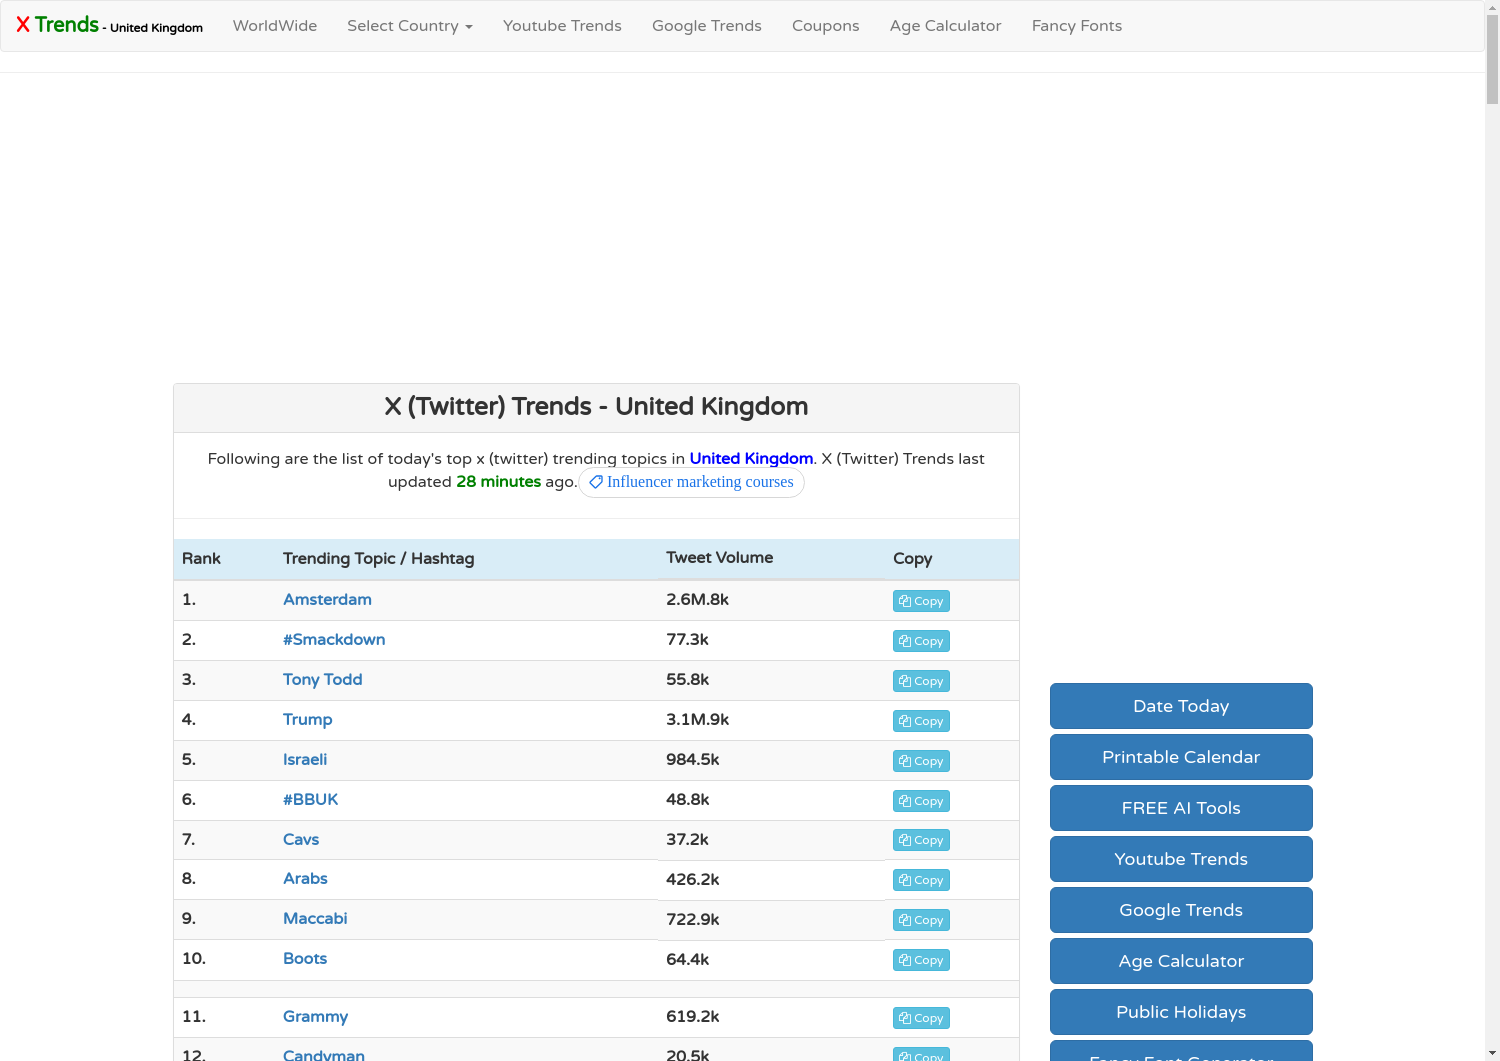 X Trends - United Kingdom WorldWide Select Country Youtube Trends Google Trends Coupons Age Calculator Fancy Fonts
X (Twitter) Trends - United Kingdom
Following are the list of today's top x (twitter) trending topics in United Kingdom. X (Twitter) Trends last
updated 28 minutes ago. Influencer marketing courses
Rank Trending Topic / Hashtag Tweet Volume Copy
1. Amsterdam 2.6M.8k Copy
2. #Smackdown 77.3k Copy
3. Tony Todd 55.8k Copy
4. Trump 3.1M.9k Copy
5. Israeli 984.5k Copy
6. #BBUK 48.8k Copy
7. Cavs 37.2k Copy
8. Arabs 426.2k Copy
9. Maccabi 722.9k Copy
10. Boots 64.4k Copy
11. Grammy 619.2k Copy
12. Candyman 20.5k Copy
Date Today
Printable Calendar
FREE AI Tools
Youtube Trends
Google Trends
Age Calculator
Public Holidays
Fancy Font Generator